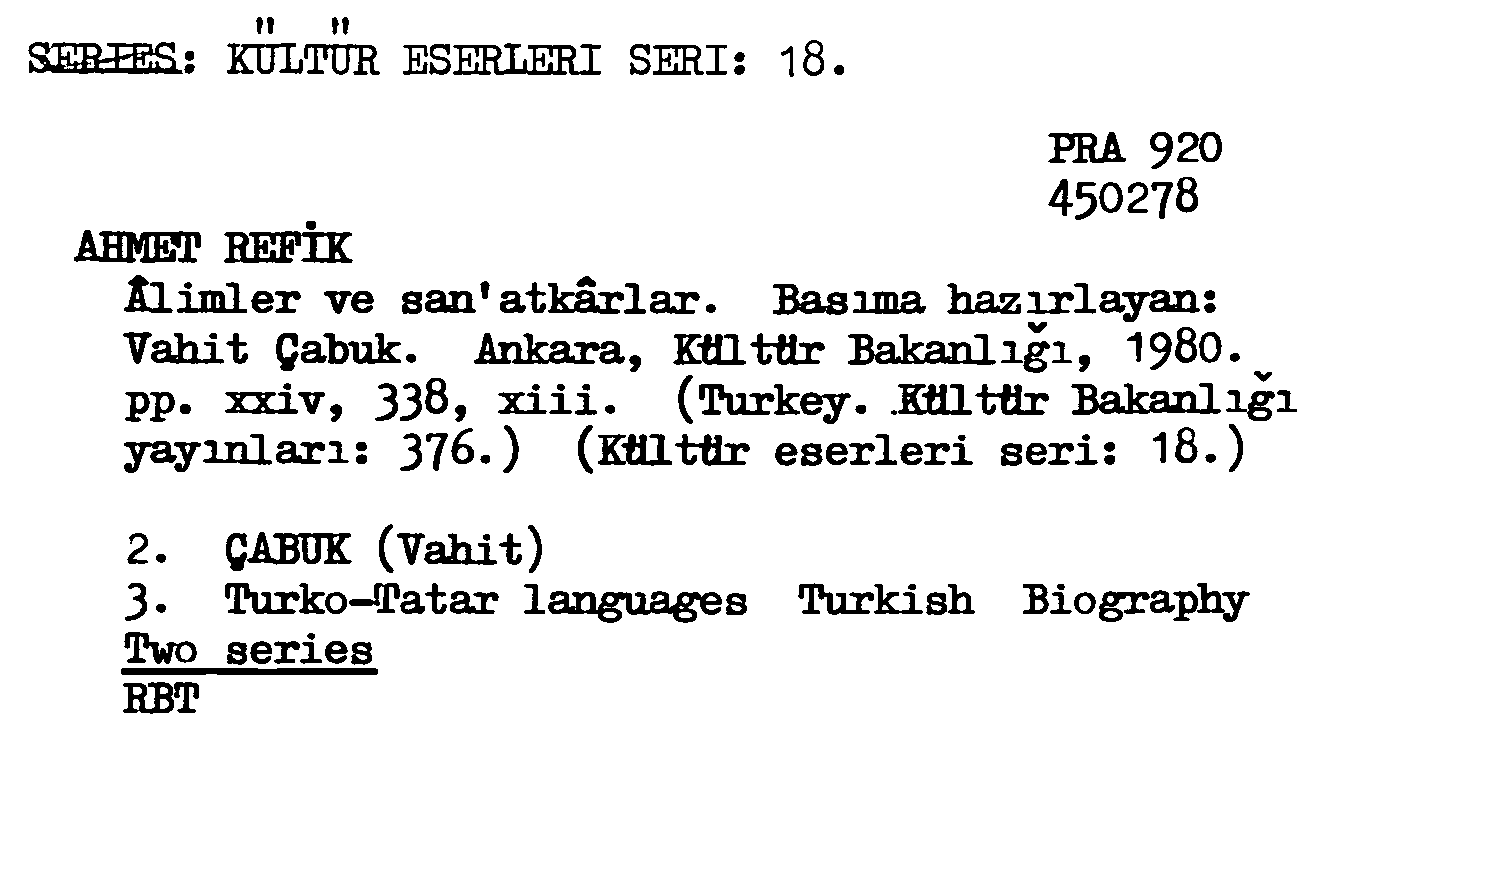 SERIES: KÜLTÜR ESERLERI SERI: 18.
PRA 920
450278
AHMET REFİK
Âlimler ve san'atkârlar. Basıma hazırlayan:
Vahit Çabuk. Ankara, Kültür Bakanlığı, 1980.
pp. xxiv, 338, xiii. (Turkey. Kültür Bakanlığı
yayınları: 376.) (Kültür eserleri seri: 18.)
2. ÇABUK (Vahit)
3. Turko-Tatar languages Turkish Biography
Two series
RBT